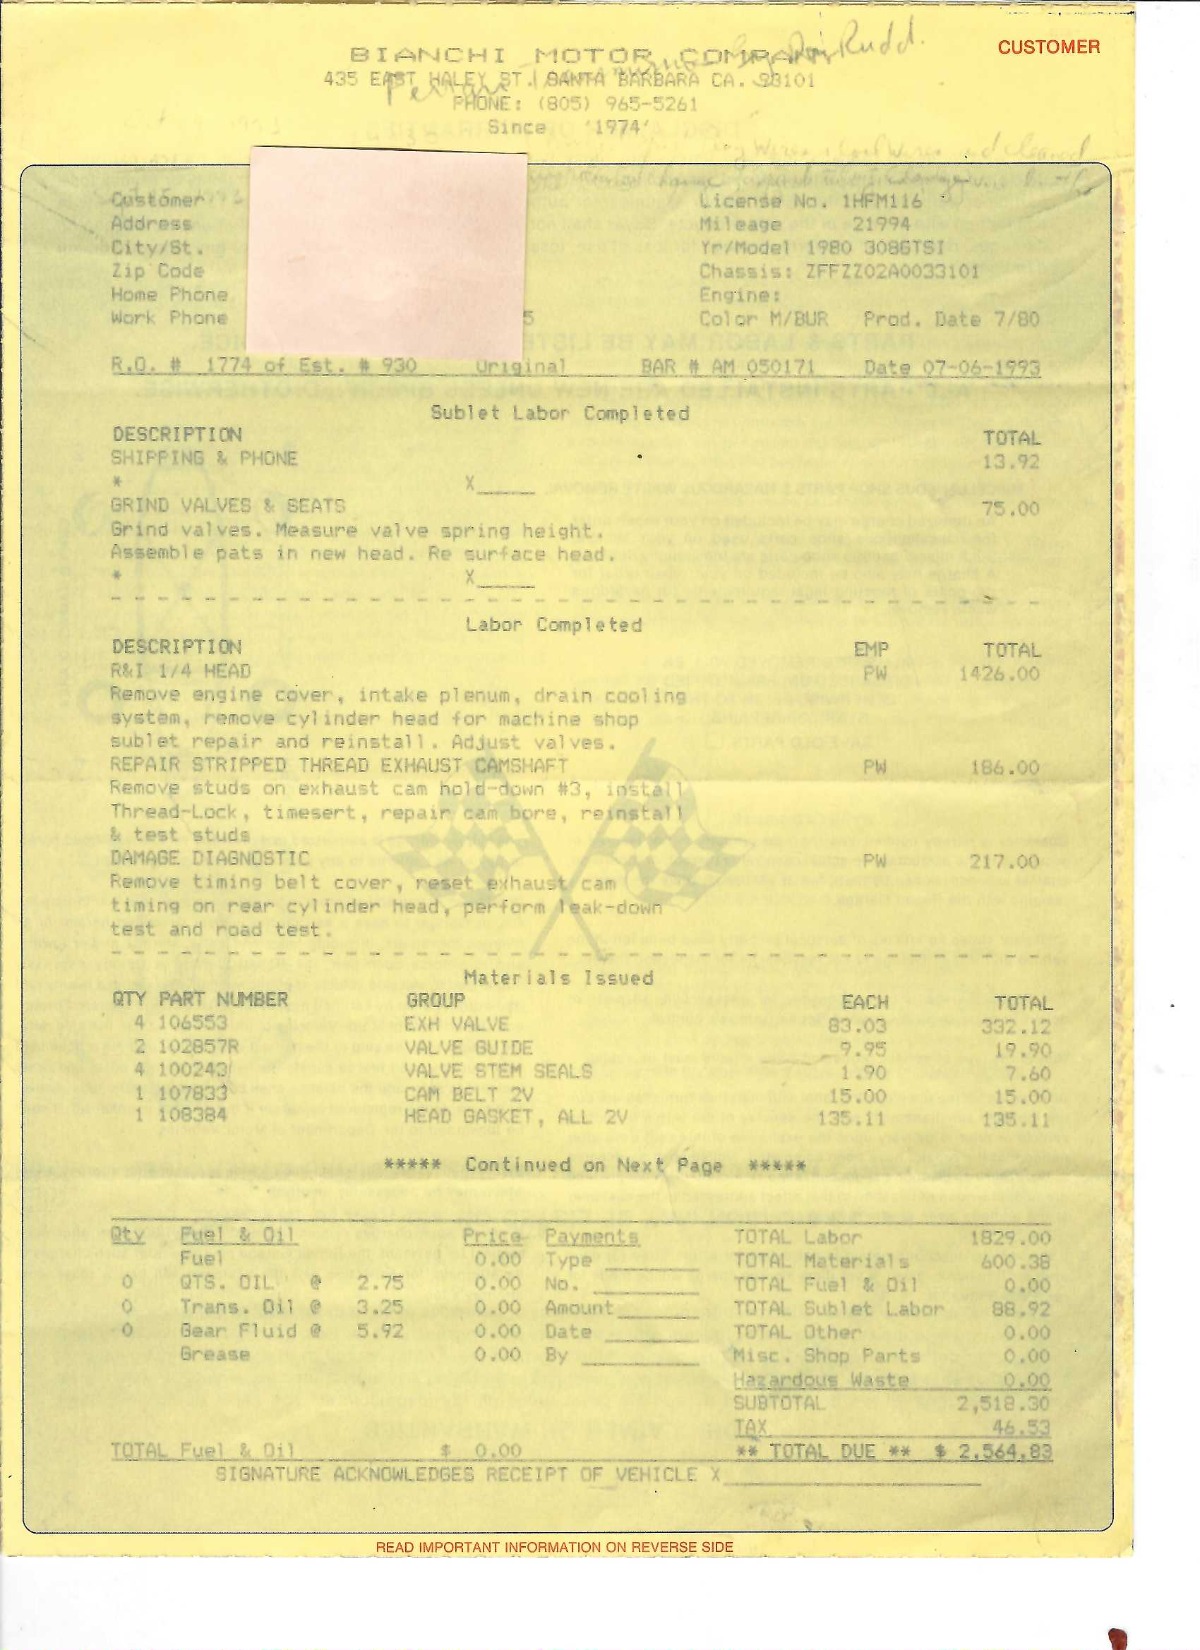 CUSTOMER
BIANCHI MOTOR COMPANY
Rudd.
435 EAST HALEY ST. SANTA BARBARA CA. 93101
PHONE: (805) 965-5261
Since '1974'
Customer License No. 1HFM116
Address Mileage 21994
City/St. Yr/Model 1980 308GTSI
Zip Code Chassis: ZFFZZ02A0033101
Home Phone Engine:
Work Phone 5 Color M/BUR Prod. Date 7/80
R.O. # 1774 of Est. # 930 Original BAR # AM 050171 Date 07-06-1993
Sublet Labor Completed
DESCRIPTION TOTAL
SHIPPING & PHONE 13.92
* X_____
GRIND VALVES & SEATS 75.00
Grind valves. Measure valve spring height.
Assemble pats in new head. Re surface head.
* X_____
Labor Completed
DESCRIPTION EMP TOTAL
R&I 1/4 HEAD PW 1426.00
Remove engine cover, intake plenum, drain cooling
system, remove cylinder head for machine shop
sublet repair and reinstall. Adjust valves.
REPAIR STRIPPED THREAD EXHAUST CAMSHAFT PW 186.00
Remove studs on exhaust cam hold-down #3, install
Thread-Lock, timesert, repair cam bore, reinstall
& test studs
DAMAGE DIAGNOSTIC PW 217.00
Remove timing belt cover, reset exhaust cam
timing on rear cylinder head, perform leak-down
test and road test.
Materials Issued
QTY PART NUMBER GROUP EACH TOTAL
4 106553 EXH VALVE 83.03 332.12
2 102857R VALVE GUIDE 9.95 19.90
4 100243 VALVE STEM SEALS 1.90 7.60
1 107833 CAM BELT 2V 15.00 15.00
1 108384 HEAD GASKET, ALL 2V 135.11 135.11
***** Continued on Next Page *****
Qty Fuel & Oil Price Payments TOTAL Labor 1829.00
Fuel 0.00 Type TOTAL Materials 600.38
0 QTS. OIL @ 2.75 0.00 No. TOTAL Fuel & Oil 0.00
0 Trans. Oil @ 3.25 0.00 Amount TOTAL Sublet Labor 88.92
0 Gear Fluid @ 5.92 0.00 Date TOTAL Other 0.00
Grease 0.00 By Misc. Shop Parts 0.00
Hazardous Waste 0.00
SUBTOTAL 2,518.30
TAX 46.53
TOTAL Fuel & Oil $ 0.00 ** TOTAL DUE ** $ 2,564.83
SIGNATURE ACKNOWLEDGES RECEIPT OF VEHICLE X
READ IMPORTANT INFORMATION ON REVERSE SIDE